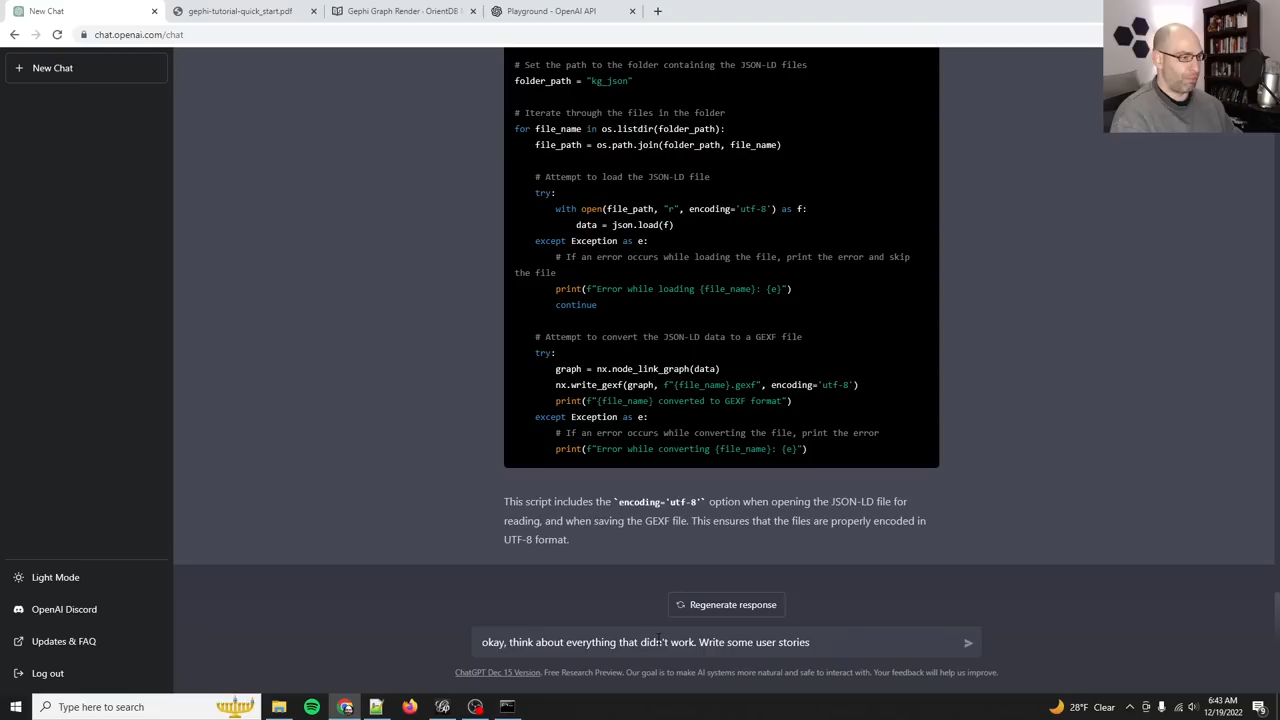 New Chat
gephi-tutorial-quick_start.pdf
Gephi Graph Render - OrientDB M
Playground - OpenAI API
chat.openai.com/chat
New Chat
# Set the path to the folder containing the JSON-LD files
folder_path = "kg_json"
# Iterate through the files in the folder
for file_name in os.listdir(folder_path):
file_path = os.path.join(folder_path, file_name)
# Attempt to load the JSON-LD file
try:
with open(file_path, "r", encoding='utf-8') as f:
data = json.load(f)
except Exception as e:
# If an error occurs while loading the file, print the error and skip
the file
print(f"Error while loading {file_name}: {e}")
continue
# Attempt to convert the JSON-LD data to a GEXF file
try:
graph = nx.node_link_graph(data)
nx.write_gexf(graph, f"{file_name}.gexf", encoding='utf-8')
print(f"{file_name} converted to GEXF format")
except Exception as e:
# If an error occurs while converting the file, print the error
print(f"Error while converting {file_name}: {e}")
This script includes the `encoding='utf-8'` option when opening the JSON-LD file for
reading, and when saving the GEXF file. This ensures that the files are properly encoded in
UTF-8 format.
Light Mode
OpenAI Discord
Updates & FAQ
Log out
Regenerate response
okay, think about everything that didn't work. Write some user stories
ChatGPT Dec 15 Version. Free Research Preview. Our goal is to make AI systems more natural and safe to interact with. Your feedback will help us improve.
Type here to search
28°F Clear
6:43 AM
12/19/2022